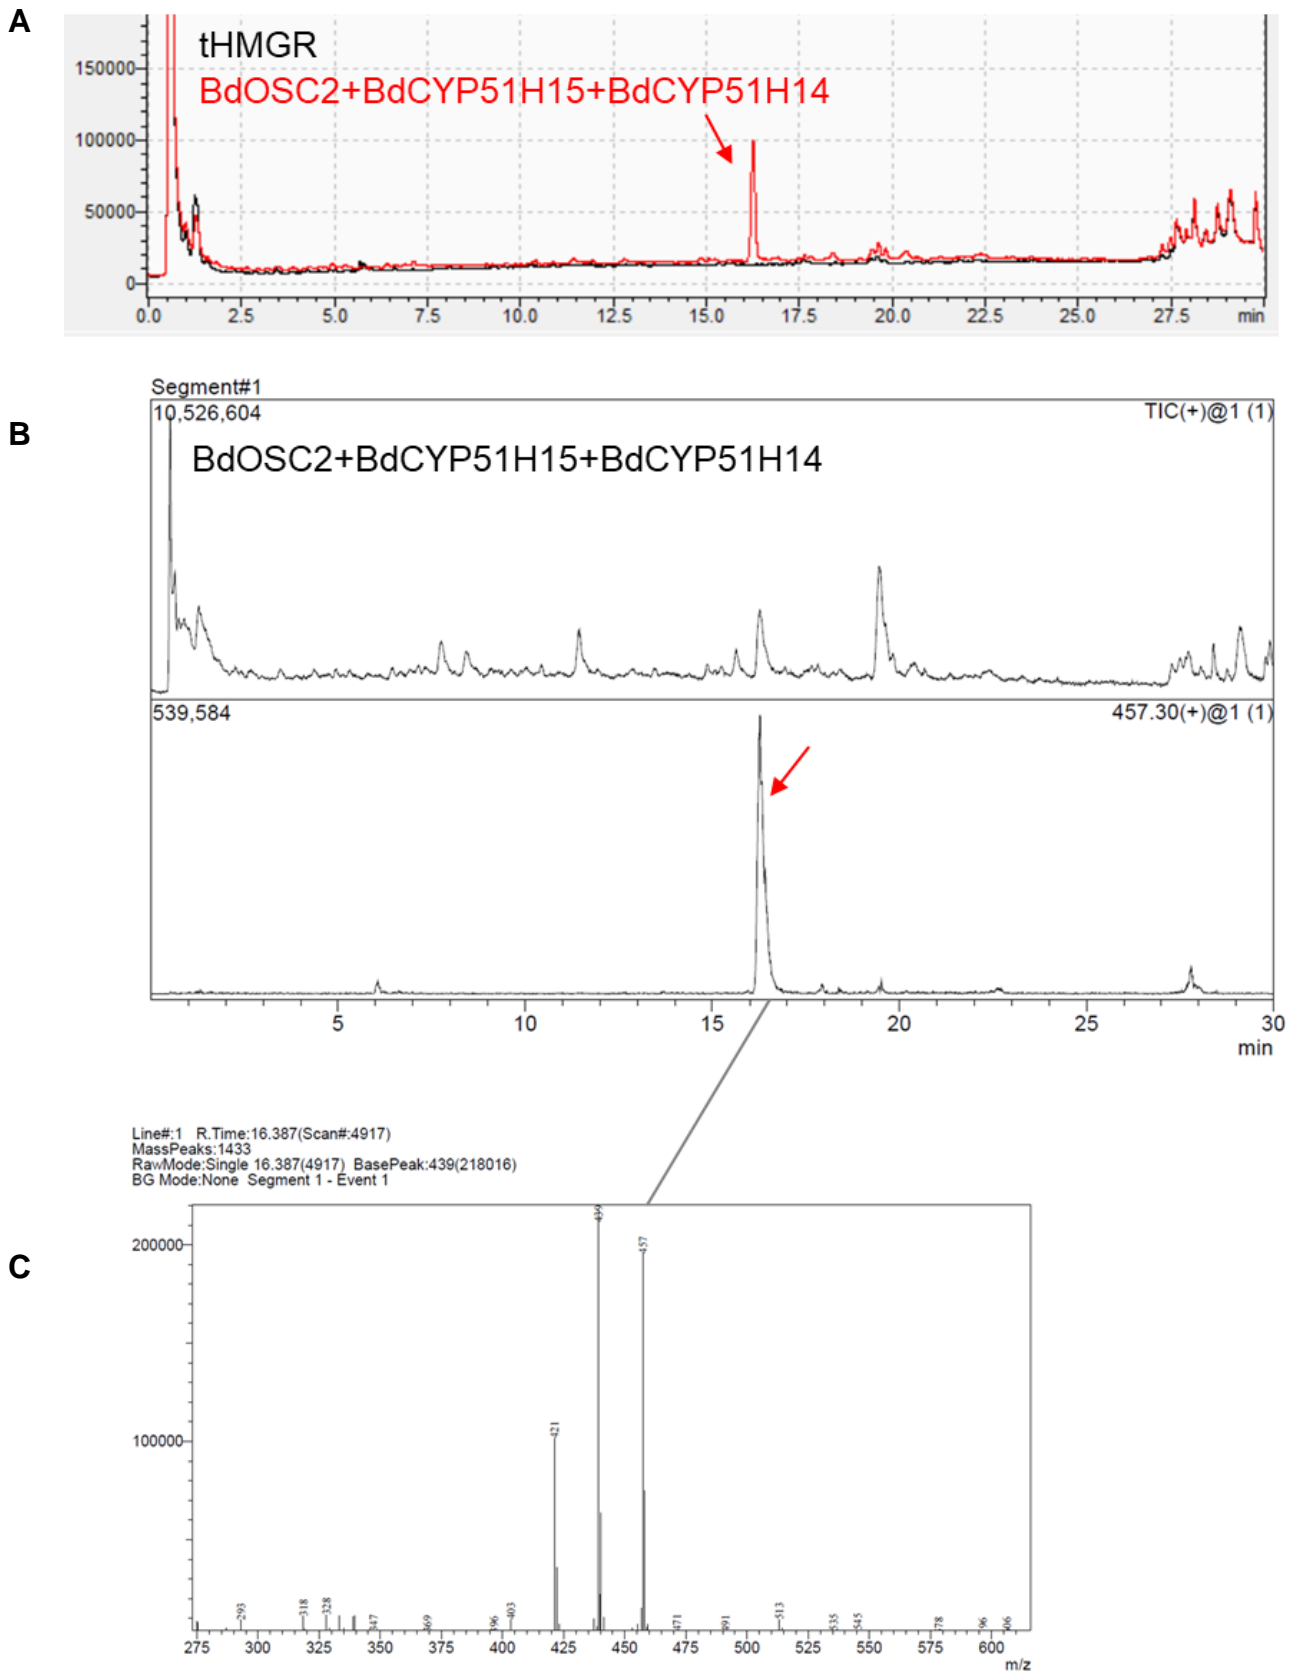 A
tHMGR
BdOSC2+BdCYP51H15+BdCYP51H14
150000
100000
50000
0
0.0 2.5 5.0 7.5 10.0 12.5 15.0 17.5 20.0 22.5 25.0 27.5 min
B
Segment#1
10,526,604 TIC(+)@1 (1)
BdOSC2+BdCYP51H15+BdCYP51H14
539,584 457.30(+)@1 (1)
5 10 15 20 25 30
min
Line#:1 R.Time:16.387(Scan#:4917)
MassPeaks:1433
RawMode:Single 16.387(4917) BasePeak:439(218016)
BG Mode:None Segment 1 - Event 1
C
200000
100000
293 318 328 347 369 396 403 421 439 457 471 491 513 535 545 578
275 300 325 350 375 400 425 450 475 500 525 550 575 600
m/z